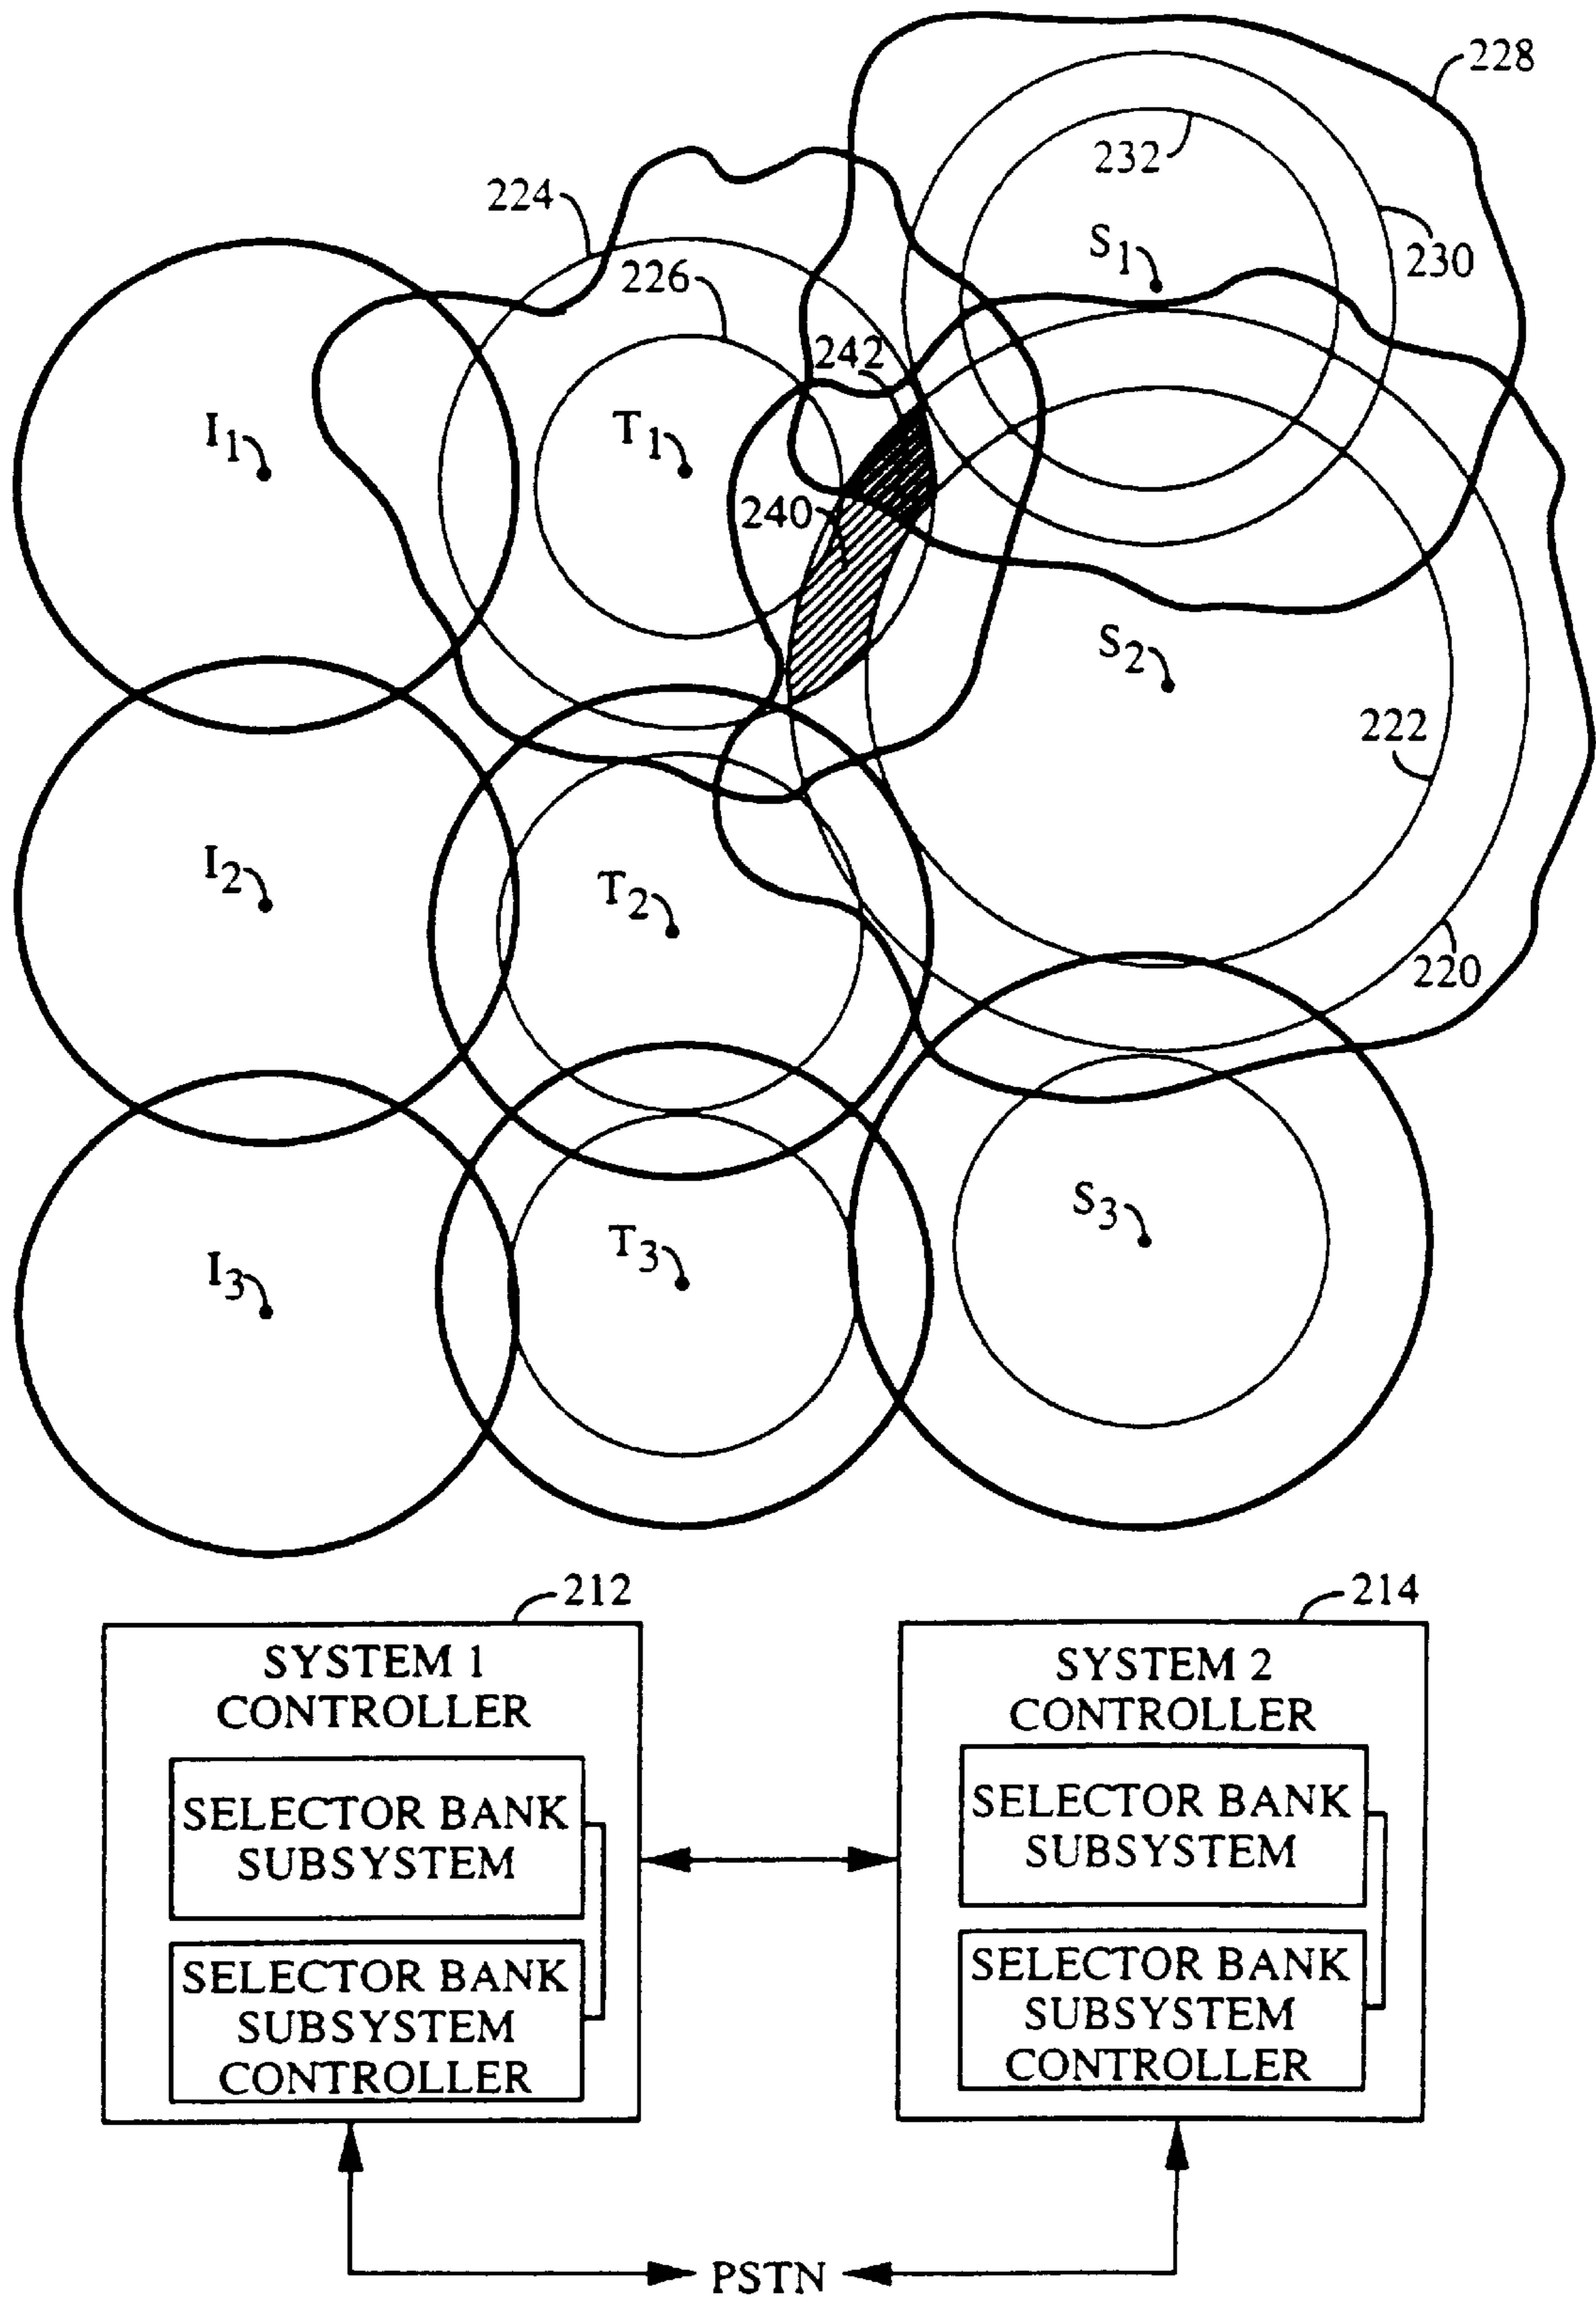 228
232
224
S1
230
226
242
I1
T1
240
S2
222
I2
T2
220
S3
I3
T3
212
214
SYSTEM 1
CONTROLLER
SELECTOR BANK
SUBSYSTEM
SELECTOR BANK
SUBSYSTEM
CONTROLLER
SYSTEM 2
CONTROLLER
SELECTOR BANK
SUBSYSTEM
SELECTOR BANK
SUBSYSTEM
CONTROLLER
PSTN